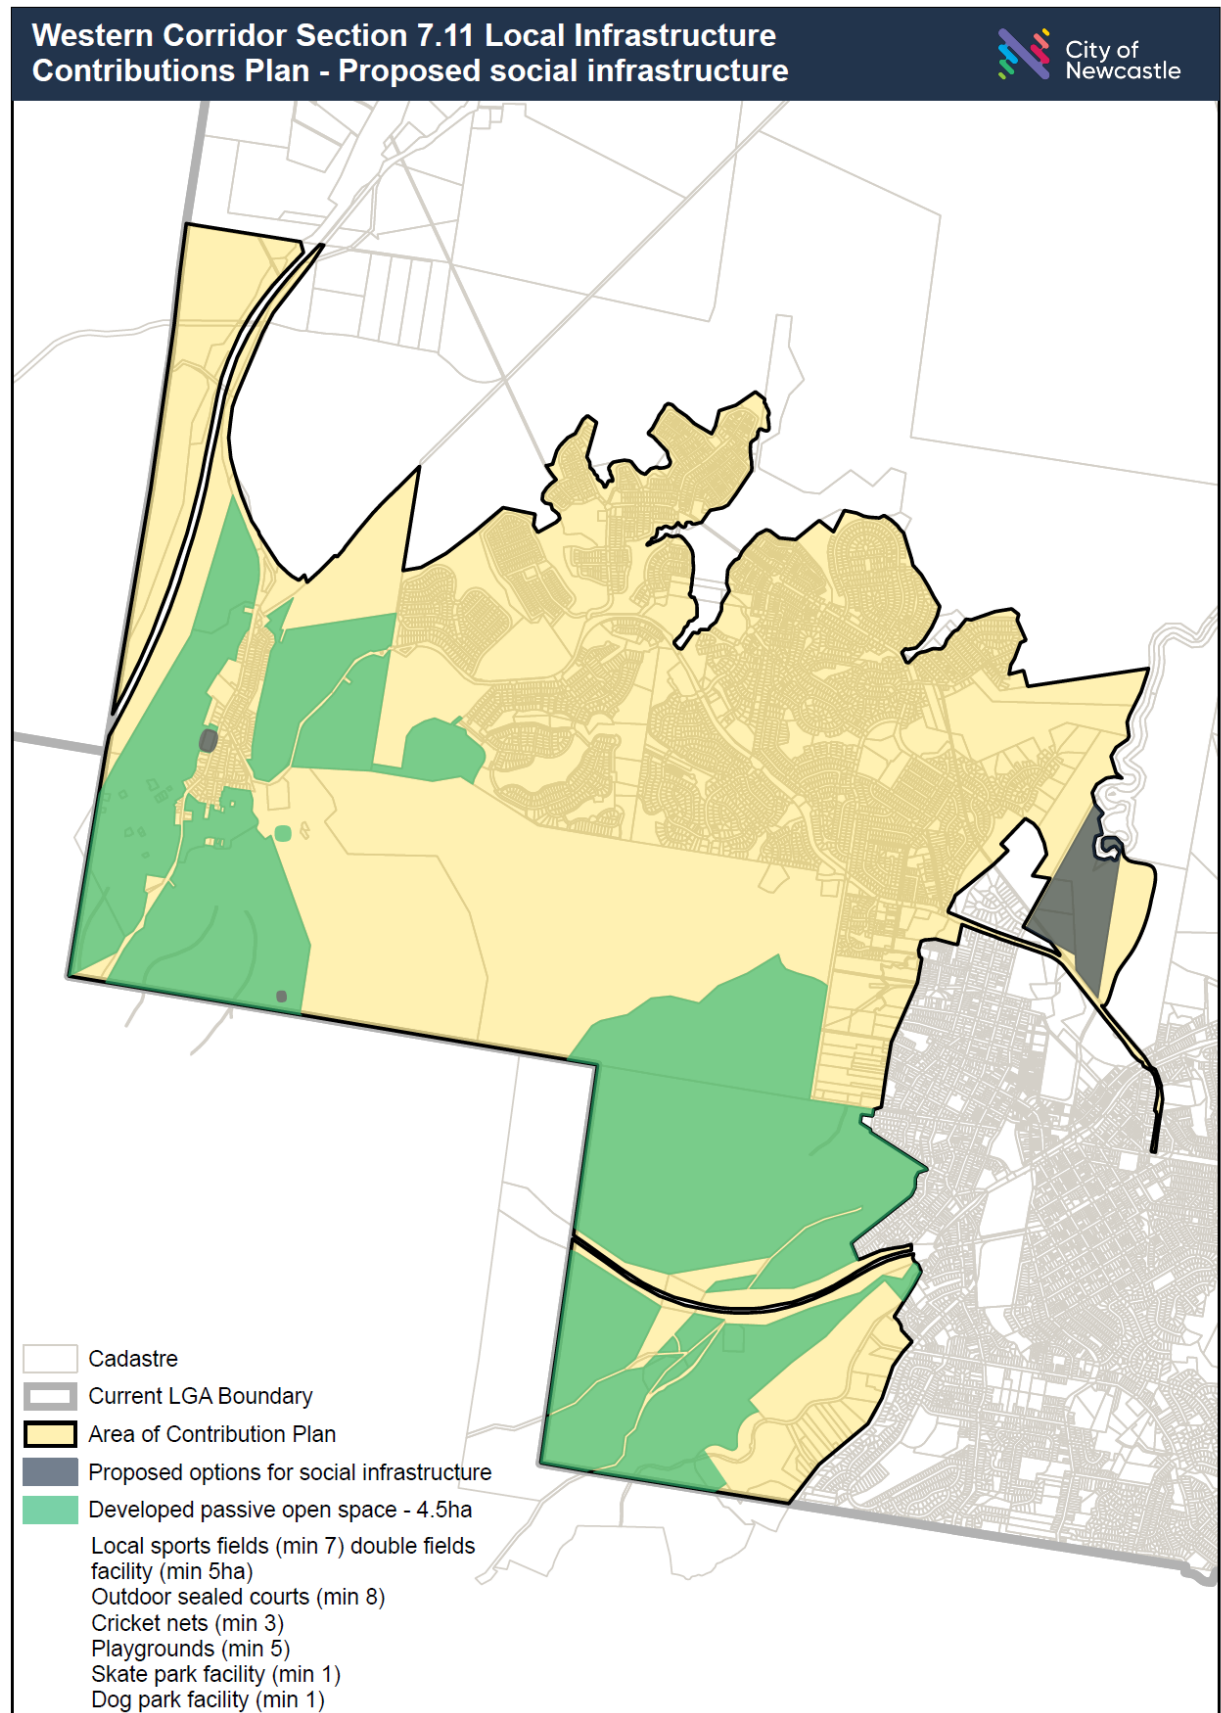 Western Corridor Section 7.11 Local Infrastructure
Contributions Plan - Proposed social infrastructure
City of
Newcastle
Cadastre
Current LGA Boundary
Area of Contribution Plan
Proposed options for social infrastructure
Developed passive open space - 4.5ha
Local sports fields (min 7) double fields
facility (min 5ha)
Outdoor sealed courts (min 8)
Cricket nets (min 3)
Playgrounds (min 5)
Skate park facility (min 1)
Dog park facility (min 1)